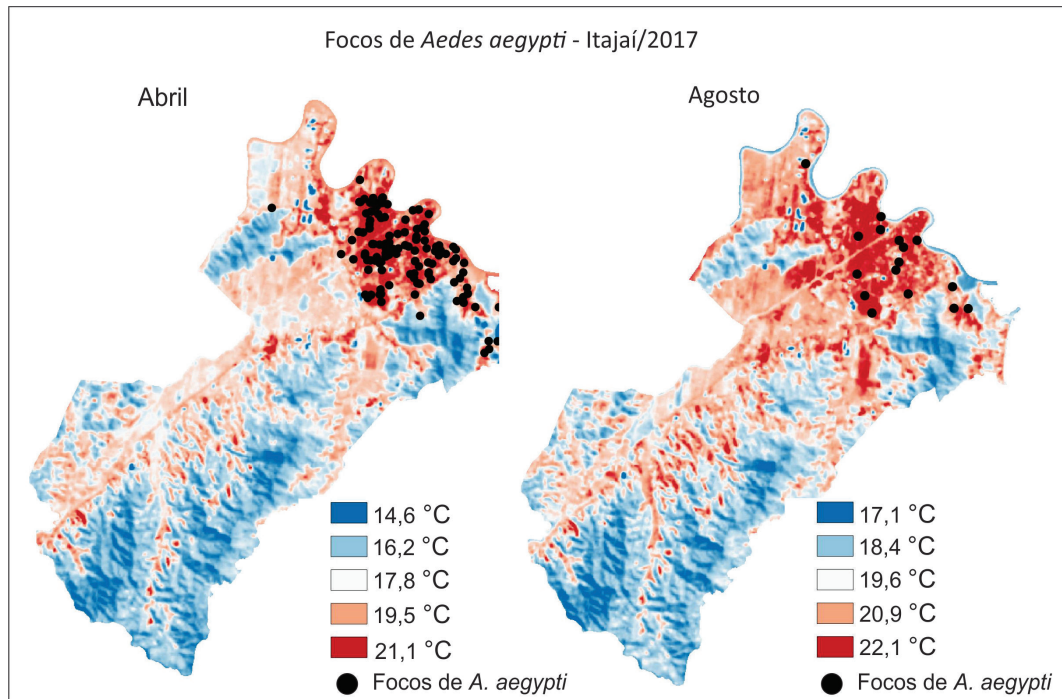 Focos de Aedes aegypti - Itajaí/2017
Abril
Agosto
14,6 °C
16,2 °C
17,8 °C
19,5 °C
21,1 °C
Focos de A. aegypti
17,1 °C
18,4 °C
19,6 °C
20,9 °C
22,1 °C
Focos de A. aegypti